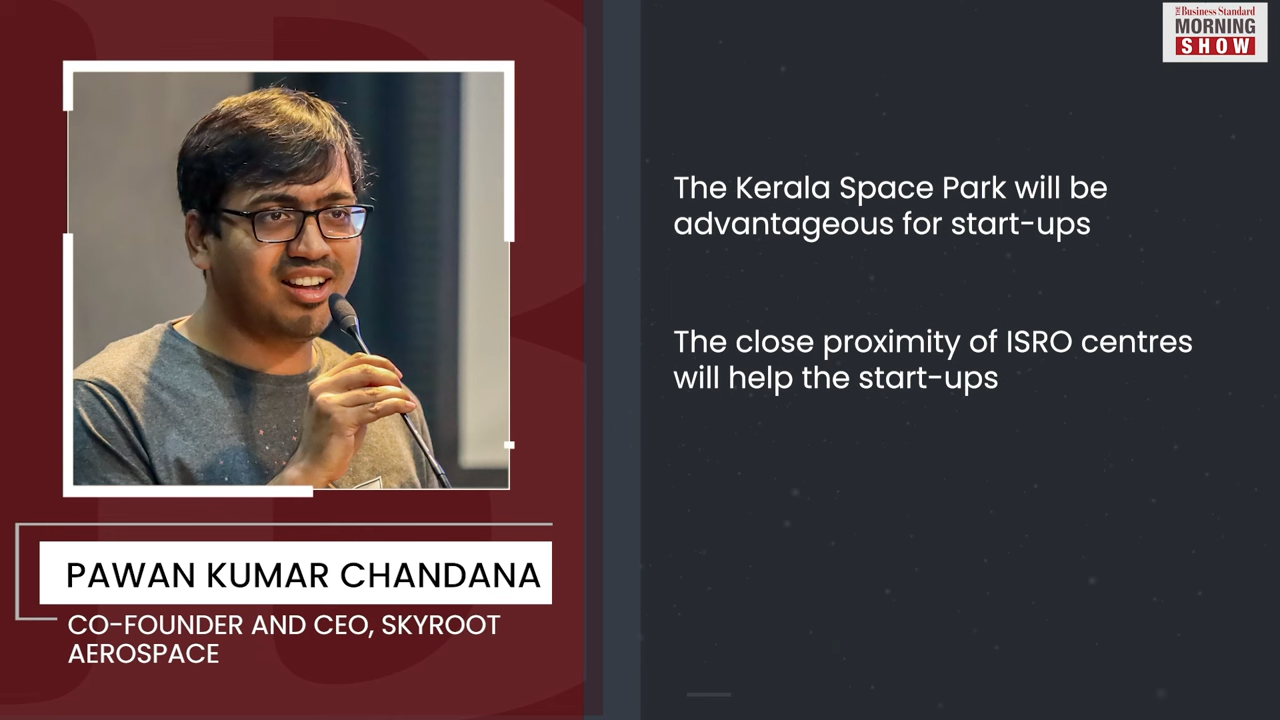 THE Business Standard
MORNING
SHOW
The Kerala Space Park will be
advantageous for start-ups
The close proximity of ISRO centres
will help the start-ups
PAWAN KUMAR CHANDANA
CO-FOUNDER AND CEO, SKYROOT
AEROSPACE